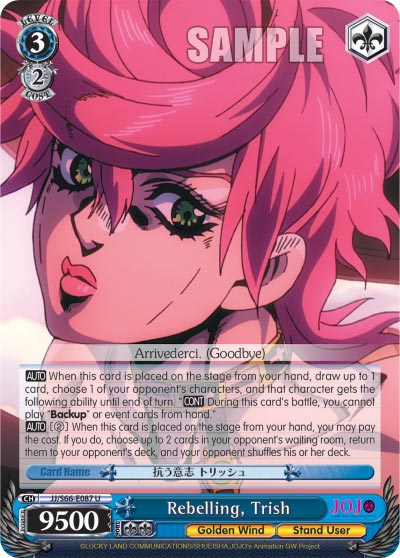 LEVEL
3
2
COST
SAMPLE
Arrivederci. (Goodbye)
AUTO When this card is placed on the stage from your hand, draw up to 1
card, choose 1 of your opponent's characters, and that character gets the
following ability until end of turn. "CONT During this card's battle, you cannot
play "Backup" or event cards from hand."
AUTO [②] When this card is placed on the stage from your hand, you may pay
the cost. If you do, choose up to 2 cards in your opponent's waiting room, return
them to their deck, and your opponent shuffles his or her deck.
Card Name
抗う意志 トリッシュ
CH
JJ/S66-E087 U
POWER
9500
SOUL
Rebelling, Trish
JOJO
Golden Wind
Stand User
©LUCKY LAND COMMUNICATIONS/SHUEISHA,JOJO's Animation GW Project